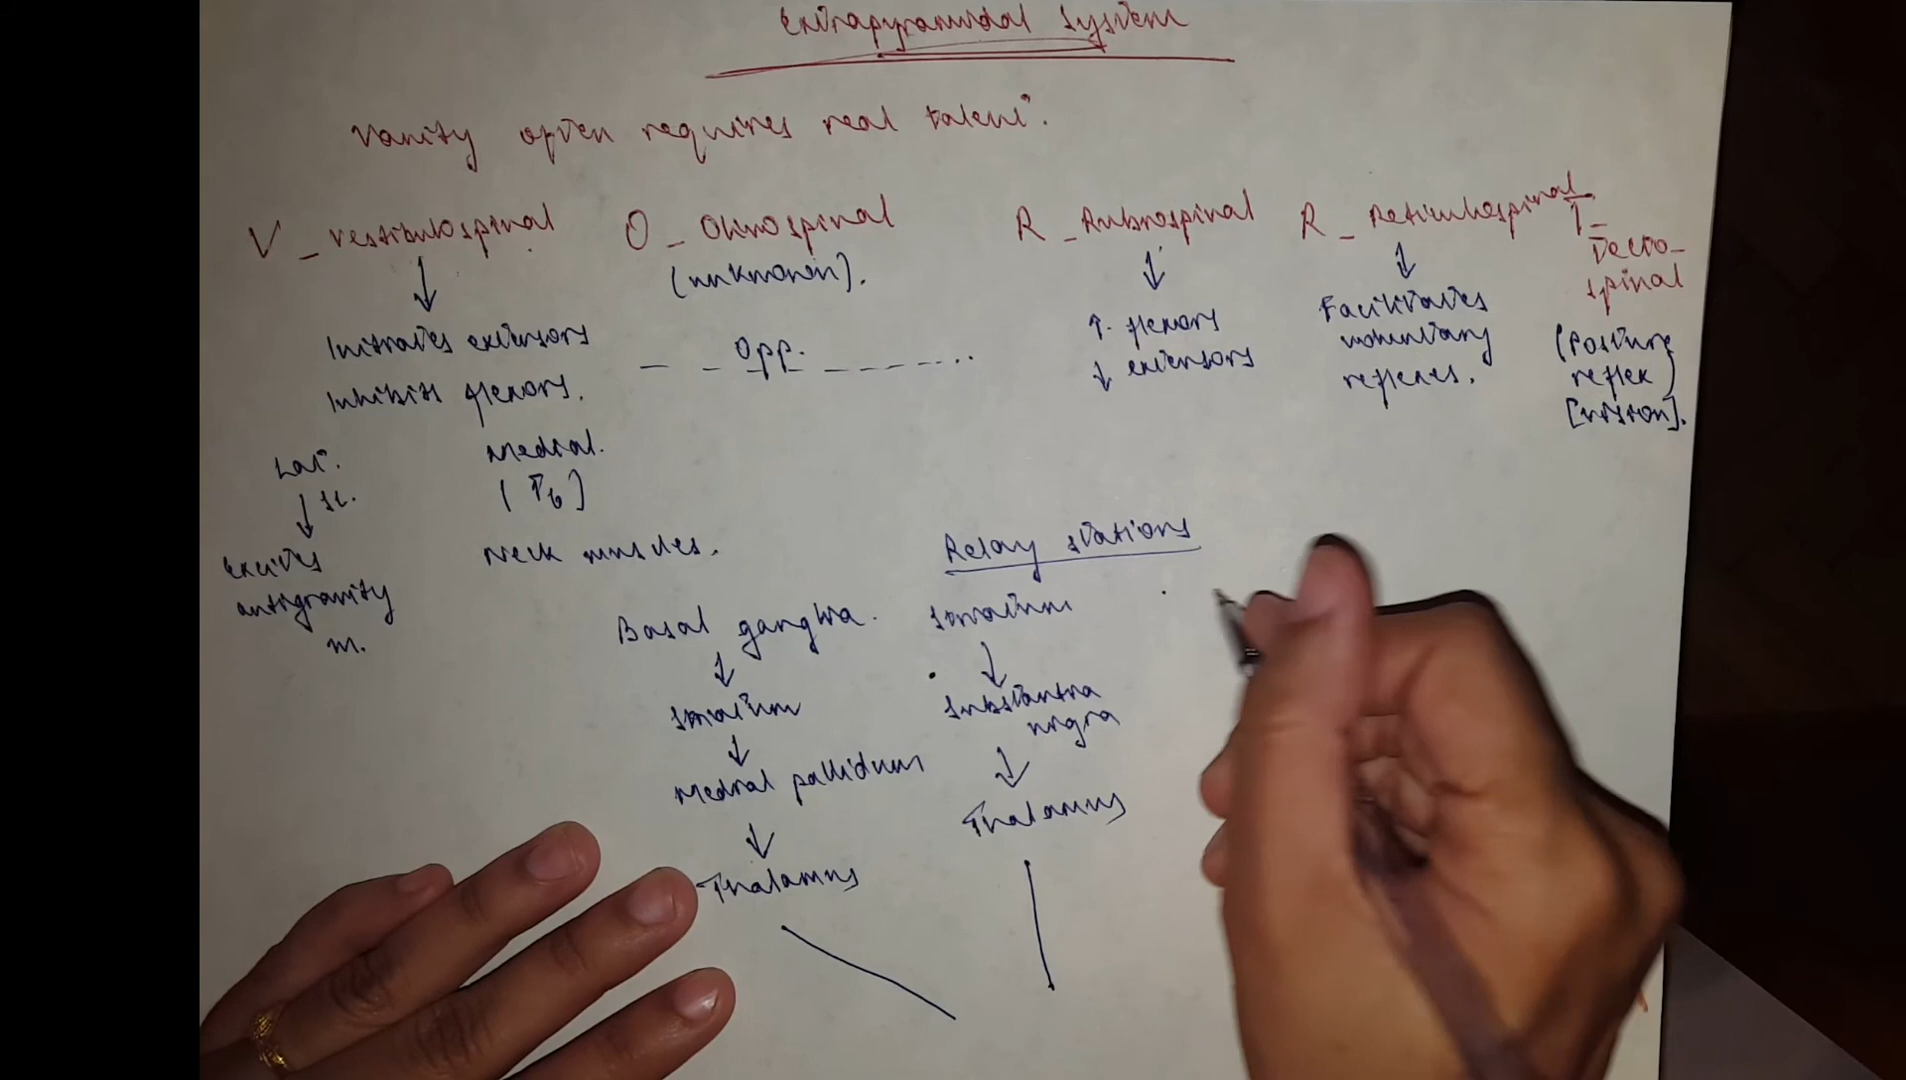 Extrapyramidal system
Vanity often requires real talent.
V - vestibulospinal
Initiates extensors
Inhibits flexors.
Lat.
Excites
antigravity
m.
Medial.
(T6)
Neck muscles.
O - Olivospinal
(unknown).
-- Opp. ------..
R - Rubrospinal
↑ flexors
↓ extensors
R - Reticulospinal
Facilitates
voluntary
reflexes.
T -
Tecto-
spinal
(Posture
reflex)
[vision].
Relay stations
Basal ganglia.
Striatum
Medial pallidum
Thalamus
Striatum
Substantia
nigra
Thalamus